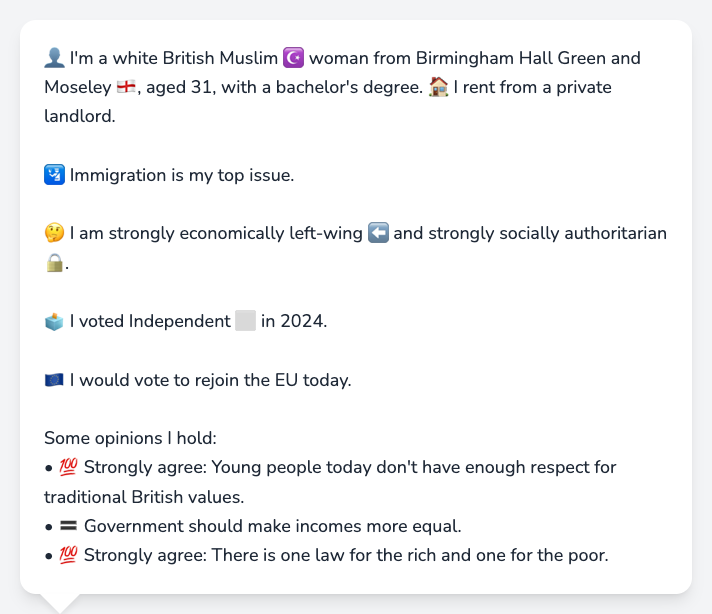 👤 I'm a white British Muslim ☪️ woman from Birmingham Hall Green and
Moseley 🏴󠁧󠁢󠁥󠁮󠁧󠁿, aged 31, with a bachelor's degree. 🏠 I rent from a private
landlord.
🛂 Immigration is my top issue.
🤔 I am strongly economically left-wing ⬅️ and strongly socially authoritarian
🔒.
🗳️ I voted Independent ⬜ in 2024.
🇪🇺 I would vote to rejoin the EU today.
Some opinions I hold:
• 💯 Strongly agree: Young people today don't have enough respect for
traditional British values.
• 🟰 Government should make incomes more equal.
• 💯 Strongly agree: There is one law for the rich and one for the poor.